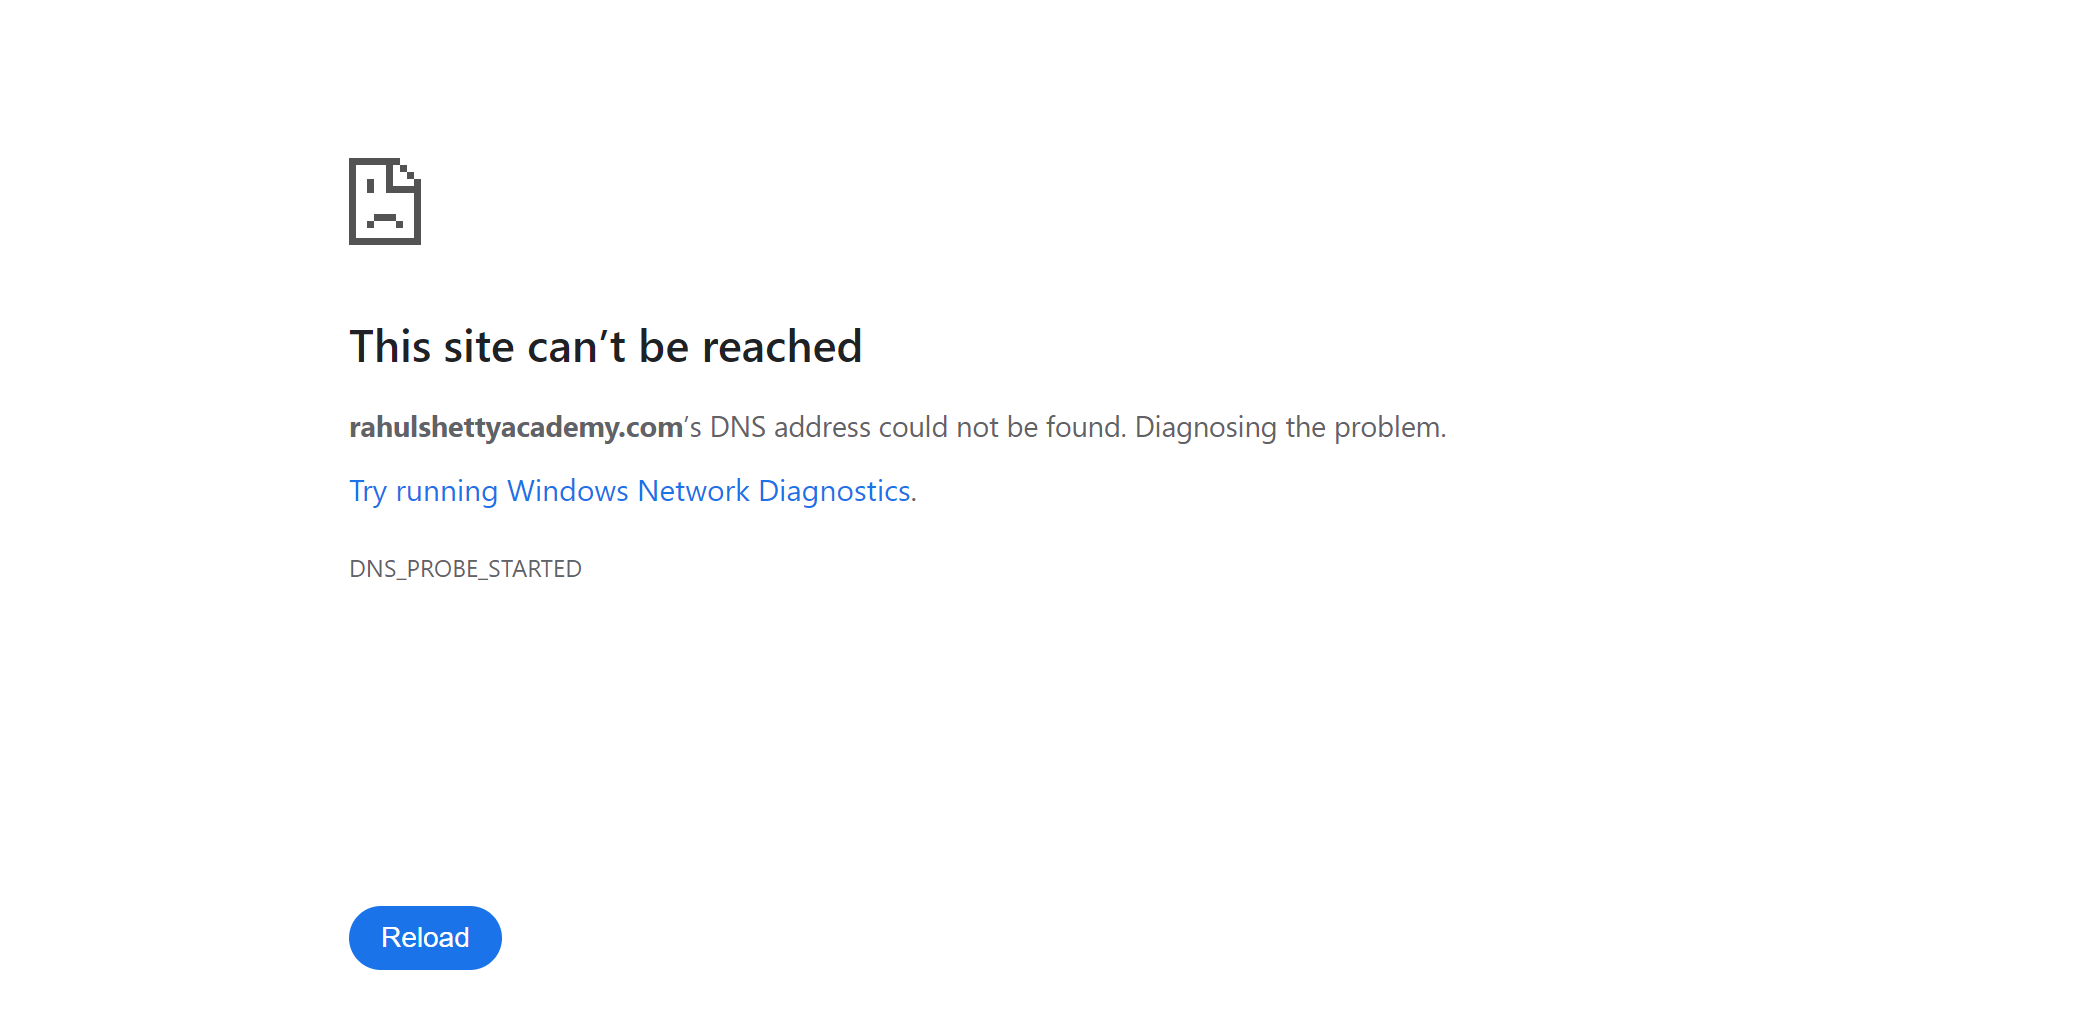 This site can’t be reached
rahulshettyacademy.com’s DNS address could not be found. Diagnosing the problem.
Try running Windows Network Diagnostics.
DNS_PROBE_STARTED
Reload